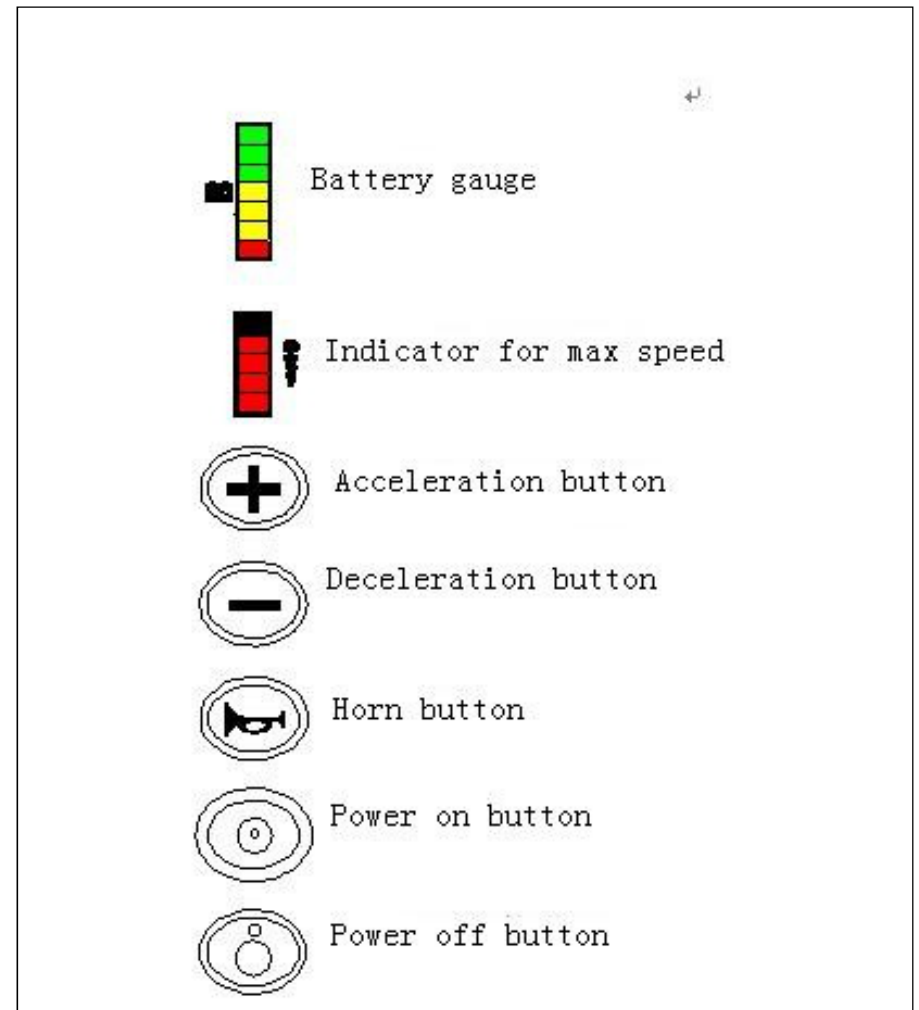 Battery gauge
Indicator for max speed
Acceleration button
Deceleration button
Horn button
Power on button
Power off button